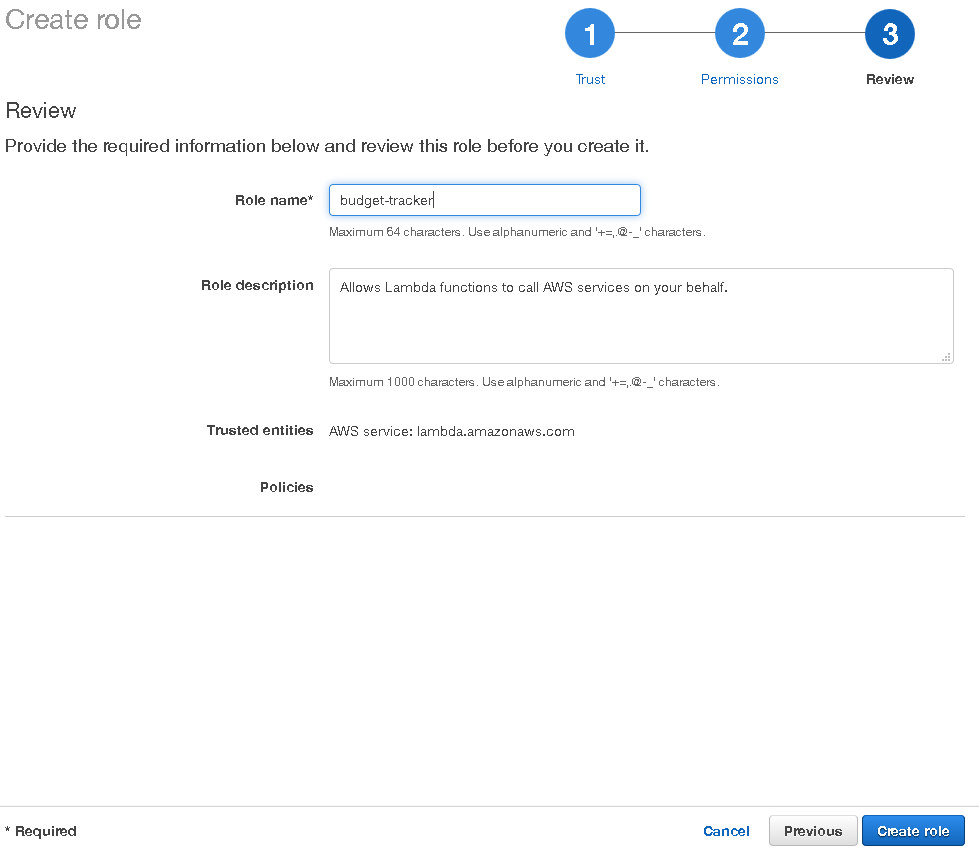 Create role
1 2 3
Trust Permissions Review
Review
Provide the required information below and review this role before you create it.
Role name* budget-tracker
Maximum 64 characters. Use alphanumeric and '+=,.@-_' characters.
Role description Allows Lambda functions to call AWS services on your behalf.
Maximum 1000 characters. Use alphanumeric and '+=,.@-_' characters.
Trusted entities AWS service: lambda.amazonaws.com
Policies
* Required Cancel Previous Create role